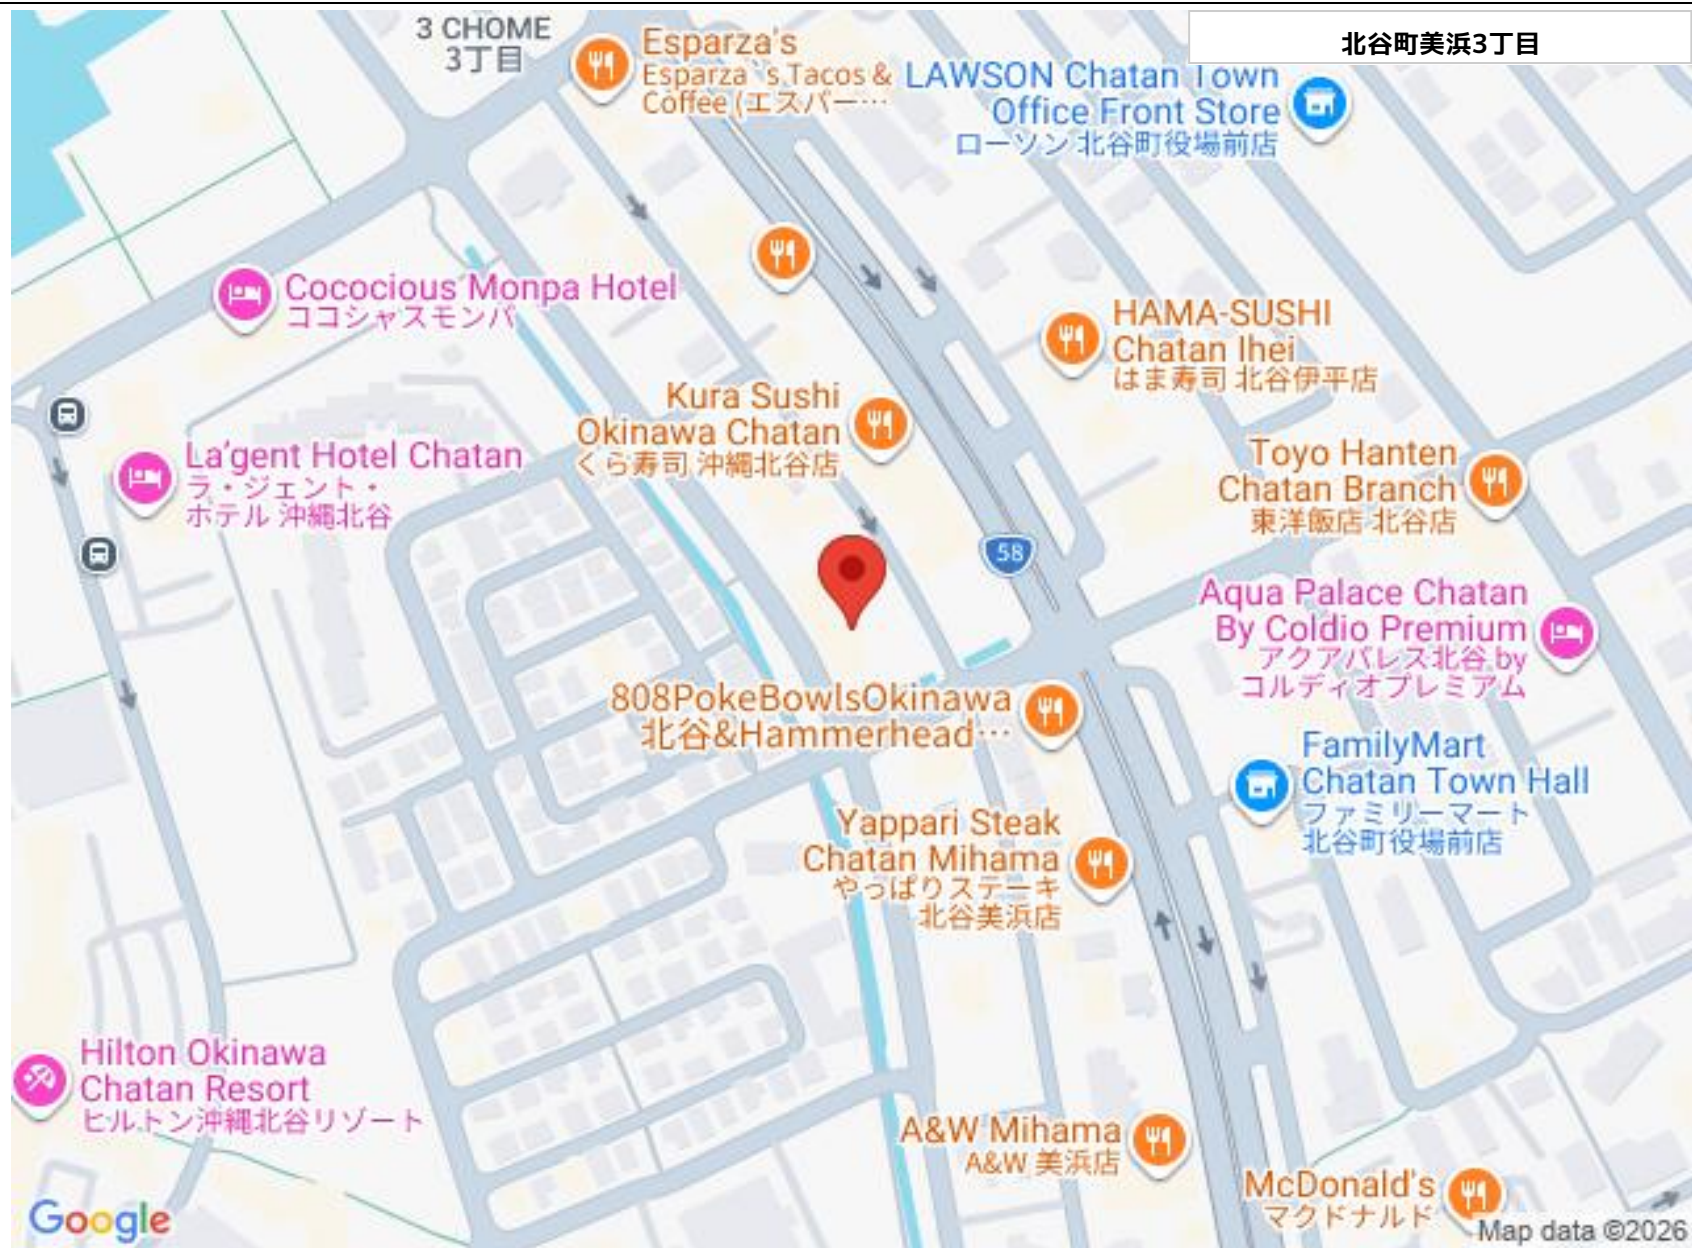 北谷町美浜3丁目
3 CHOME
3丁目
Esparza's
Esparza`s Tacos &
Coffee (エスパー…
LAWSON Chatan Town
Office Front Store
ローソン 北谷町役場前店
Cococious Monpa Hotel
ココシャスモンパ
HAMA-SUSHI
Chatan Ihei
はま寿司 北谷伊平店
Kura Sushi
Okinawa Chatan
くら寿司 沖縄北谷店
La'gent Hotel Chatan
ラ・ジェント・
ホテル 沖縄北谷
Toyo Hanten
Chatan Branch
東洋飯店 北谷店
58
Aqua Palace Chatan
By Coldio Premium
アクアパレス北谷 by
コルディオプレミアム
808PokeBowlsOkinawa
北谷&Hammerhead…
FamilyMart
Chatan Town Hall
ファミリーマート
北谷町役場前店
Yappari Steak
Chatan Mihama
やっぱりステーキ
北谷美浜店
Hilton Okinawa
Chatan Resort
ヒルトン沖縄北谷リゾート
A&W Mihama
A&W 美浜店
McDonald's
マクドナルド
Google
Map data ©2026